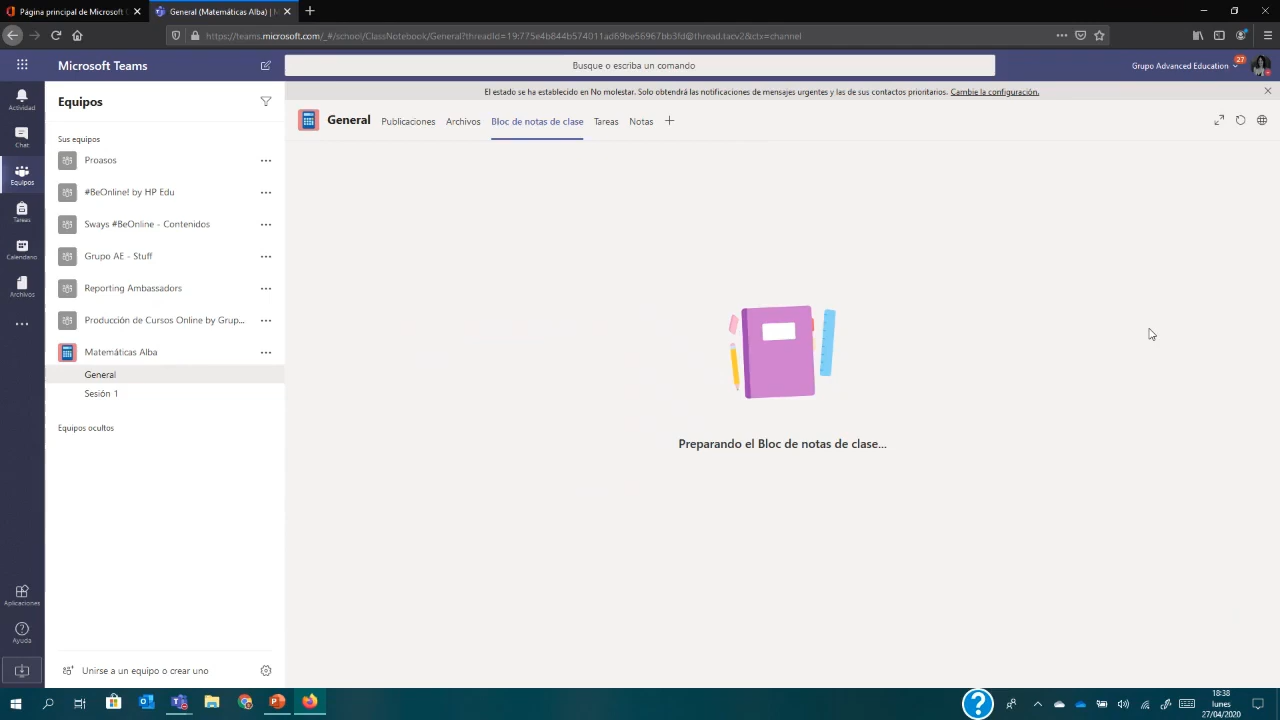 Página principal de Microsoft
General (Matemáticas Alba) |
https://teams.microsoft.com/_#/school/ClassNotebook/General?threadId=19:775e4b844b574011ad69be56967bb3fd@thread.tacv2&ctx=channel
Microsoft Teams
Busque o escriba un comando
Grupo Advanced Education
27
El estado se ha establecido en No molestar. Solo obtendrá las notificaciones de mensajes urgentes y las de sus contactos prioritarios. Cambie la configuración.
Actividad
Chat
Equipos
Tareas
Calendario
Archivos
Aplicaciones
Ayuda
Equipos
Sus equipos
Proasos
#BeOnline! by HP Edu
Sways #BeOnline - Contenidos
Grupo AE - Stuff
Reporting Ambassadors
Producción de Cursos Online by Grup...
Matemáticas Alba
General
Sesión 1
Equipos ocultos
Unirse a un equipo o crear uno
General Publicaciones Archivos Bloc de notas de clase Tareas Notas
Preparando el Bloc de notas de clase...
18:38
lunes
27/04/2020